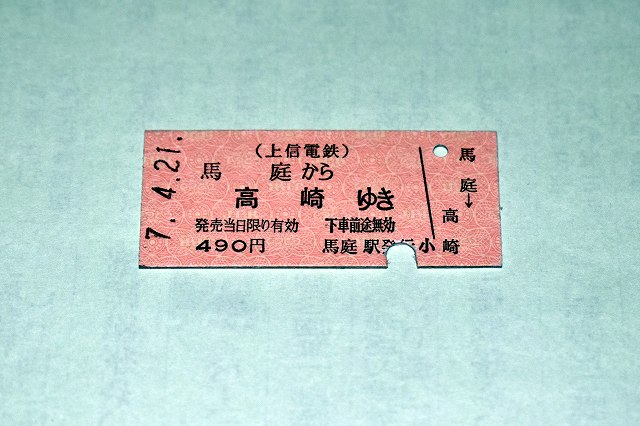 7.-4.21.
（上信電鉄）
馬庭から
高崎ゆき
発売当日限り有効 下車前途無効
490円 馬庭駅発行
小
馬庭→高崎